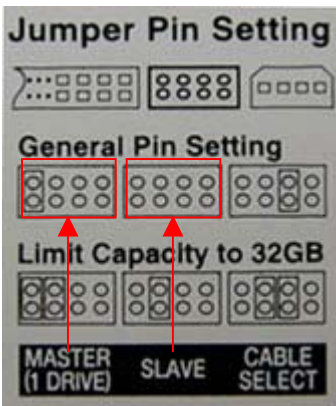 Jumper Pin Setting
General Pin Setting
Limit Capacity to 32GB
MASTER
(1 DRIVE)
SLAVE
CABLE
SELECT